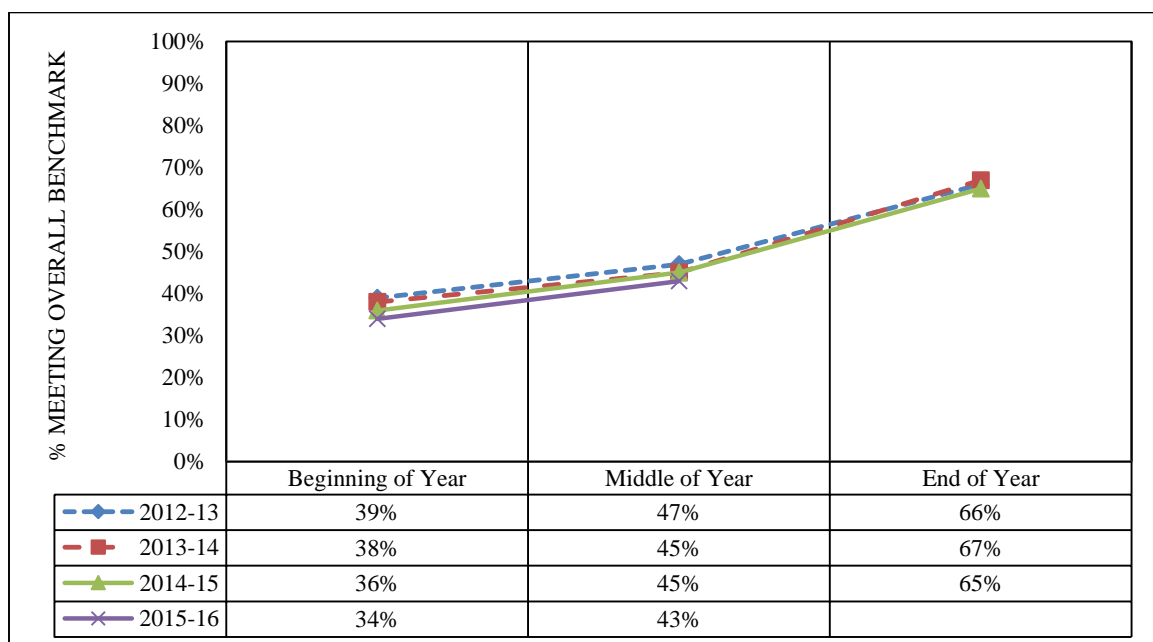 % MEETING OVERALL BENCHMARK
100%
90%
80%
70%
60%
50%
40%
30%
20%
10%
0%
Beginning of Year Middle of Year End of Year
2012-13 39% 47% 66%
2013-14 38% 45% 67%
2014-15 36% 45% 65%
2015-16 34% 43%